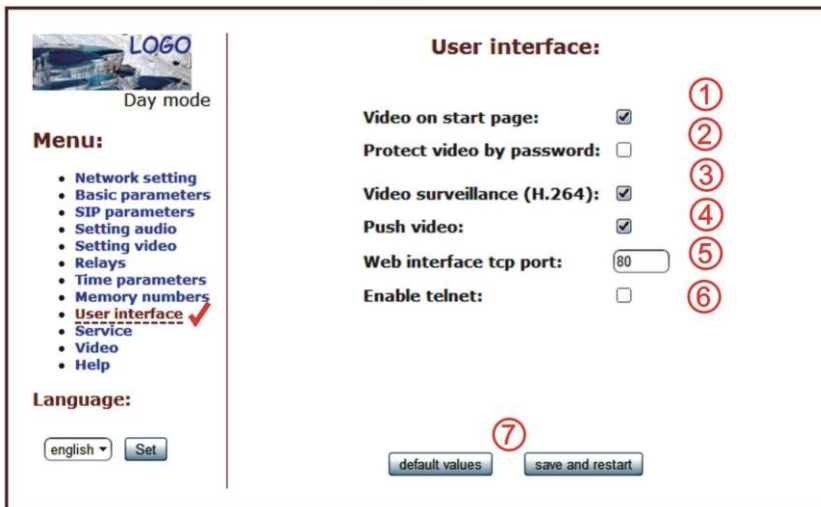 LOGO
Day mode
Menu:
Network setting
Basic parameters
SIP parameters
Setting audio
Setting video
Relays
Time parameters
Memory numbers
User interface
Service
Video
Help
Language:
english
Set
User interface:
1
Video on start page:
2
Protect video by password:
3
Video surveillance (H.264):
4
Push video:
5
Web interface tcp port: 80
6
Enable telnet:
7
default values
save and restart